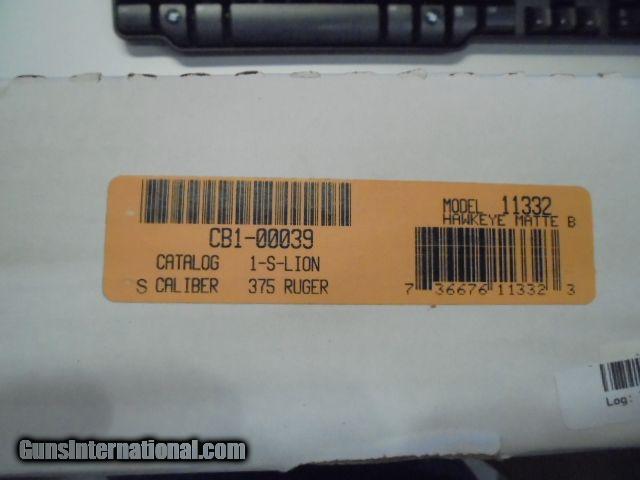 CB1-00039
CATALOG 1-S-LION
S CALIBER 375 RUGER
MODEL 11332
HAWKEYE MATTE B
7 36676 11332 3
Log:
GunsInternational.com